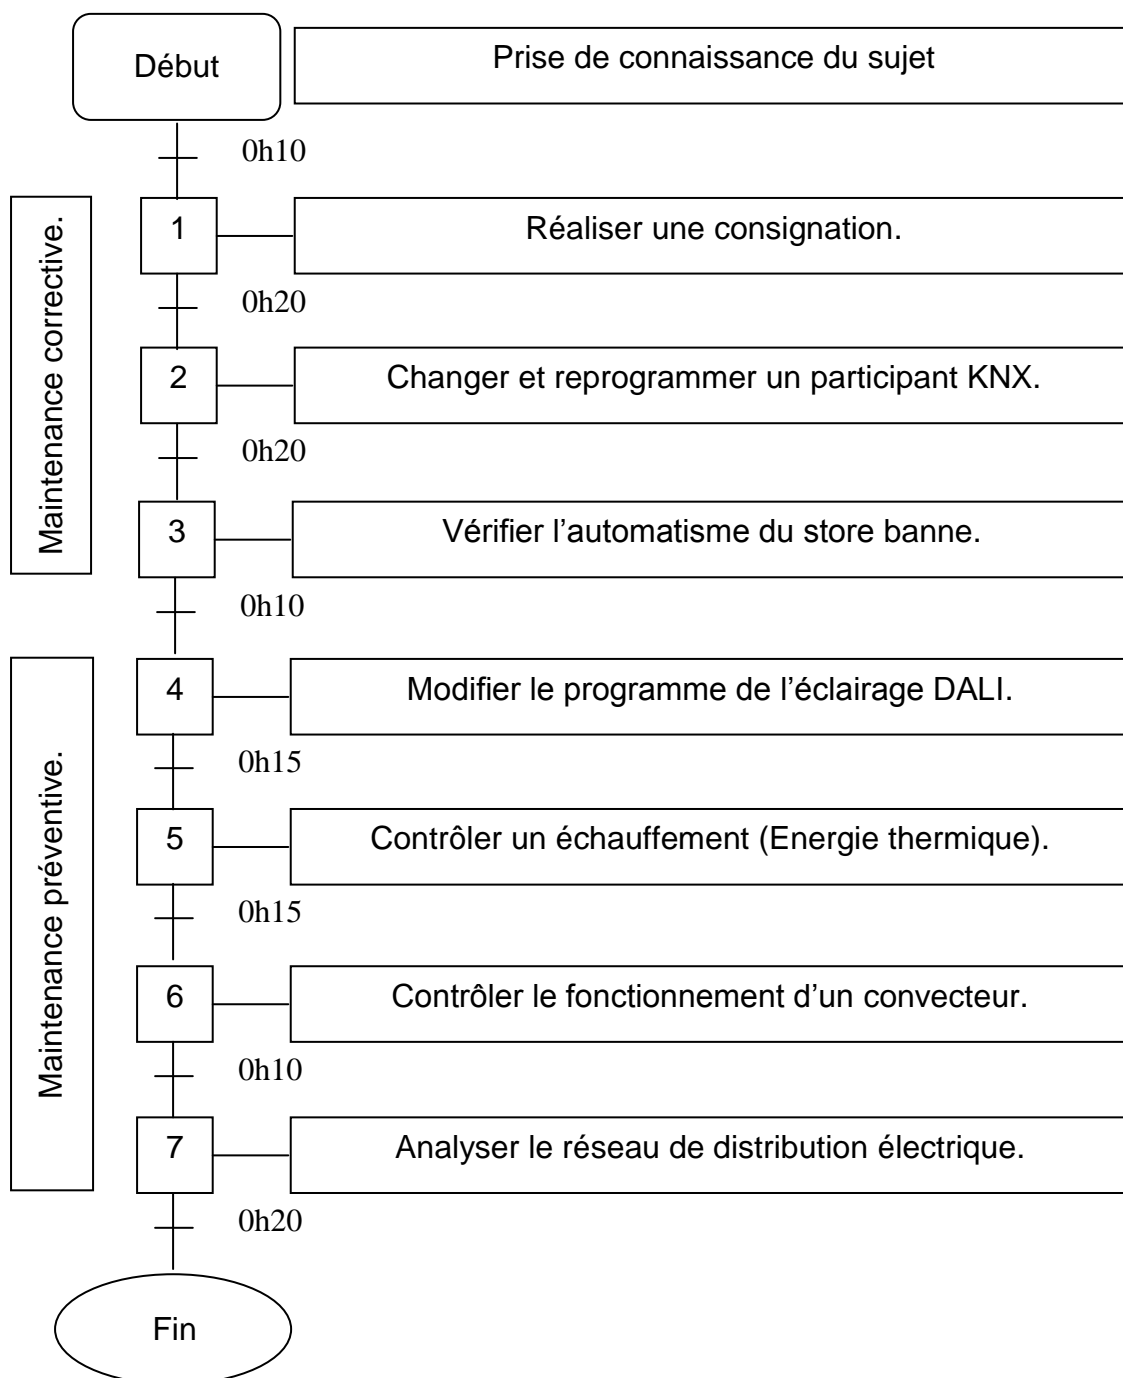 Début
Prise de connaissance du sujet
0h10
Maintenance corrective.
1
Réaliser une consignation.
0h20
2
Changer et reprogrammer un participant KNX.
0h20
3
Vérifier l’automatisme du store banne.
0h10
Maintenance préventive.
4
Modifier le programme de l’éclairage DALI.
0h15
5
Contrôler un échauffement (Energie thermique).
0h15
6
Contrôler le fonctionnement d’un convecteur.
0h10
7
Analyser le réseau de distribution électrique.
0h20
Fin